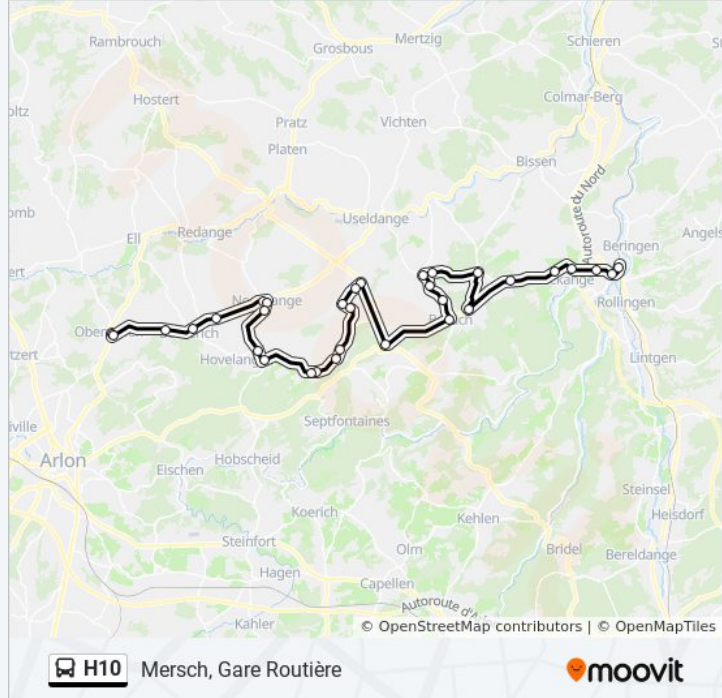 Rambrouch
Grosbous
Mertzig
Schieren
Hostert
Colmar-Berg
Pratz
Vichten
Platen
Bissen
Autoroute du Nord
Useldange
Ell
Redange
Beringen
Angels
Rollingen
Lintgen
Septfontaines
Arlon
Hobscheid
Eischen
Steinsel
Koerich
Kehlen
Heisdorf
Steinfort
Olm
Bridel
Bereldange
Hagen
Capellen
Kahler
Autoroute d'A
© OpenStreetMap contributors | © OpenMapTiles
H10 Mersch, Gare Routière
moovit